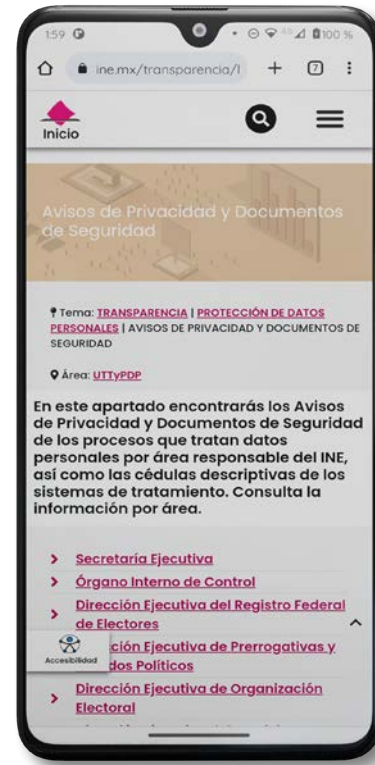 1:59
100 %
ine.mx/transparencia/l
7
Inicio
Avisos de Privacidad y Documentos
de Seguridad
Tema: TRANSPARENCIA | PROTECCIÓN DE DATOS
PERSONALES | AVISOS DE PRIVACIDAD Y DOCUMENTOS DE
SEGURIDAD
Área: UTTyPDP
En este apartado encontrarás los Avisos
de Privacidad y Documentos de Seguridad
de los procesos que tratan datos
personales por área responsable del INE,
así como las cédulas descriptivas de los
sistemas de tratamiento. Consulta la
información por área.
Secretaría Ejecutiva
Órgano Interno de Control
Dirección Ejecutiva del Registro Federal
de Electores
ción Ejecutiva de Prerrogativas y
dos Políticos
Accesibilidad
Dirección Ejecutiva de Organización
Electoral